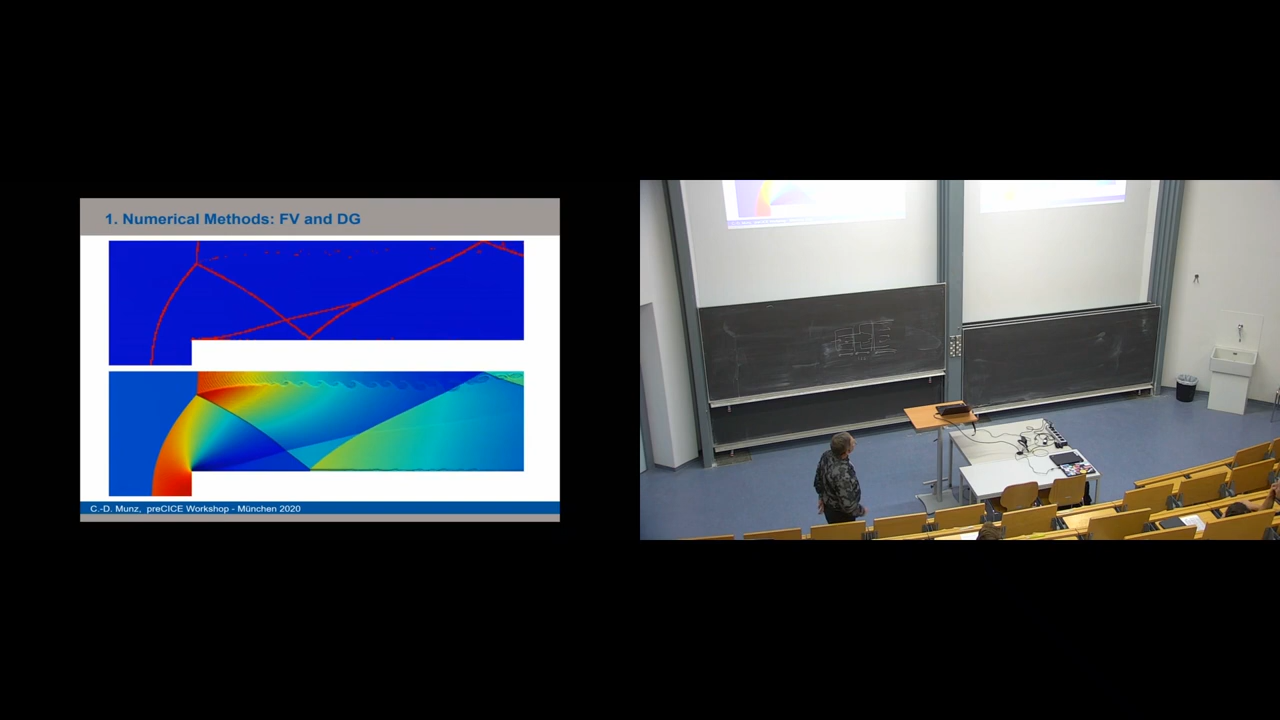 1. Numerical Methods: FV and DG
C.-D. Munz, preCICE Workshop - München 2020